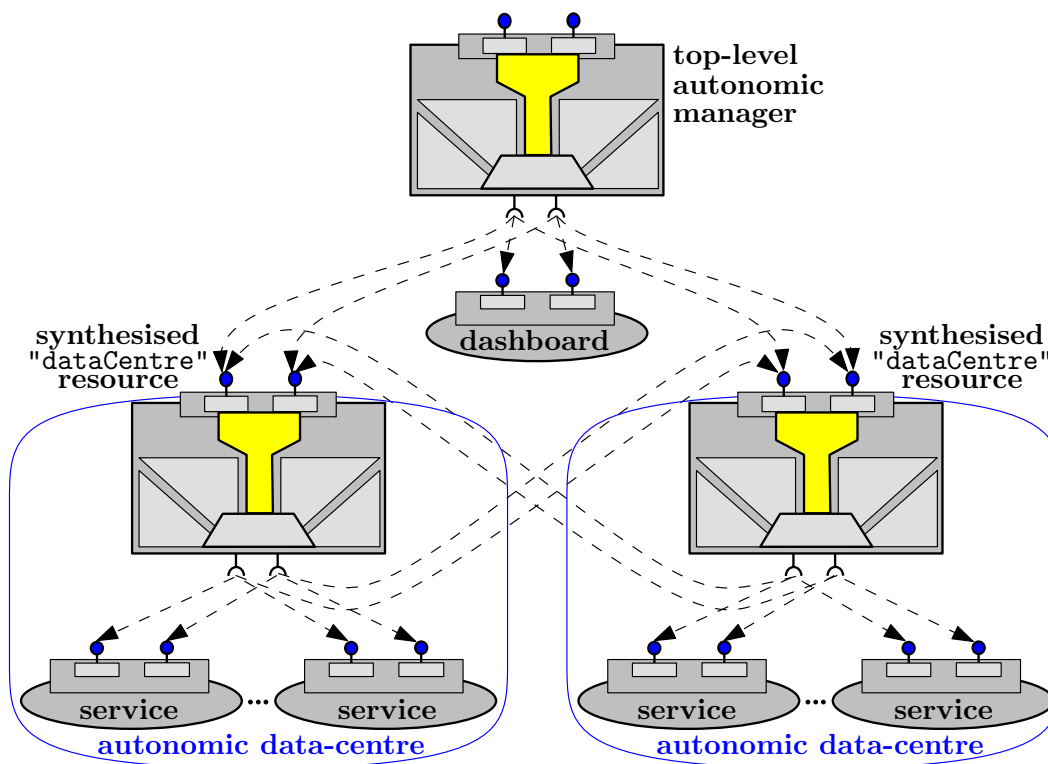 top-level
autonomic
manager
dashboard
synthesised
"dataCentre"
resource
synthesised
"dataCentre"
resource
service
...
service
autonomic data-centre
service
...
service
autonomic data-centre